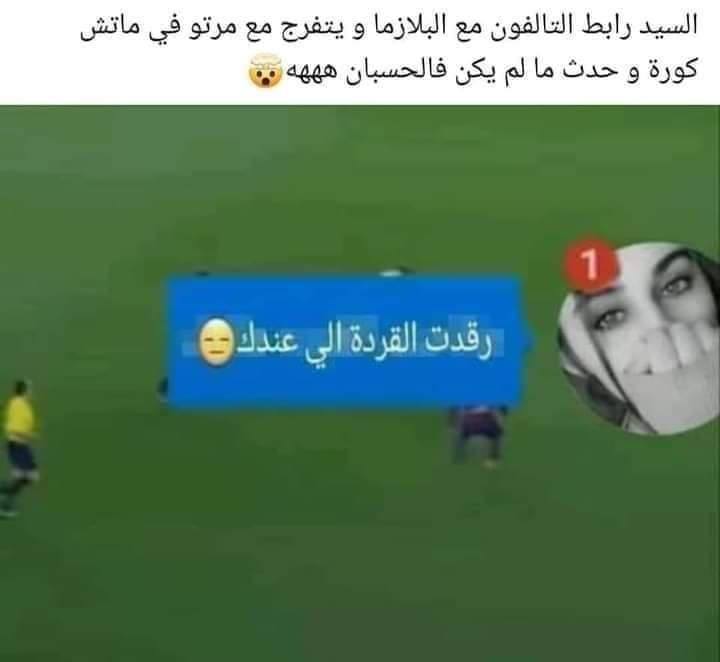 السيد رابط التالفون مع البلازما و يتفرج مع مرتو في ماتش
كورة و حدث ما لم يكن فالحسبان هههه🤯
1
رقدت القردة الي عندك😑